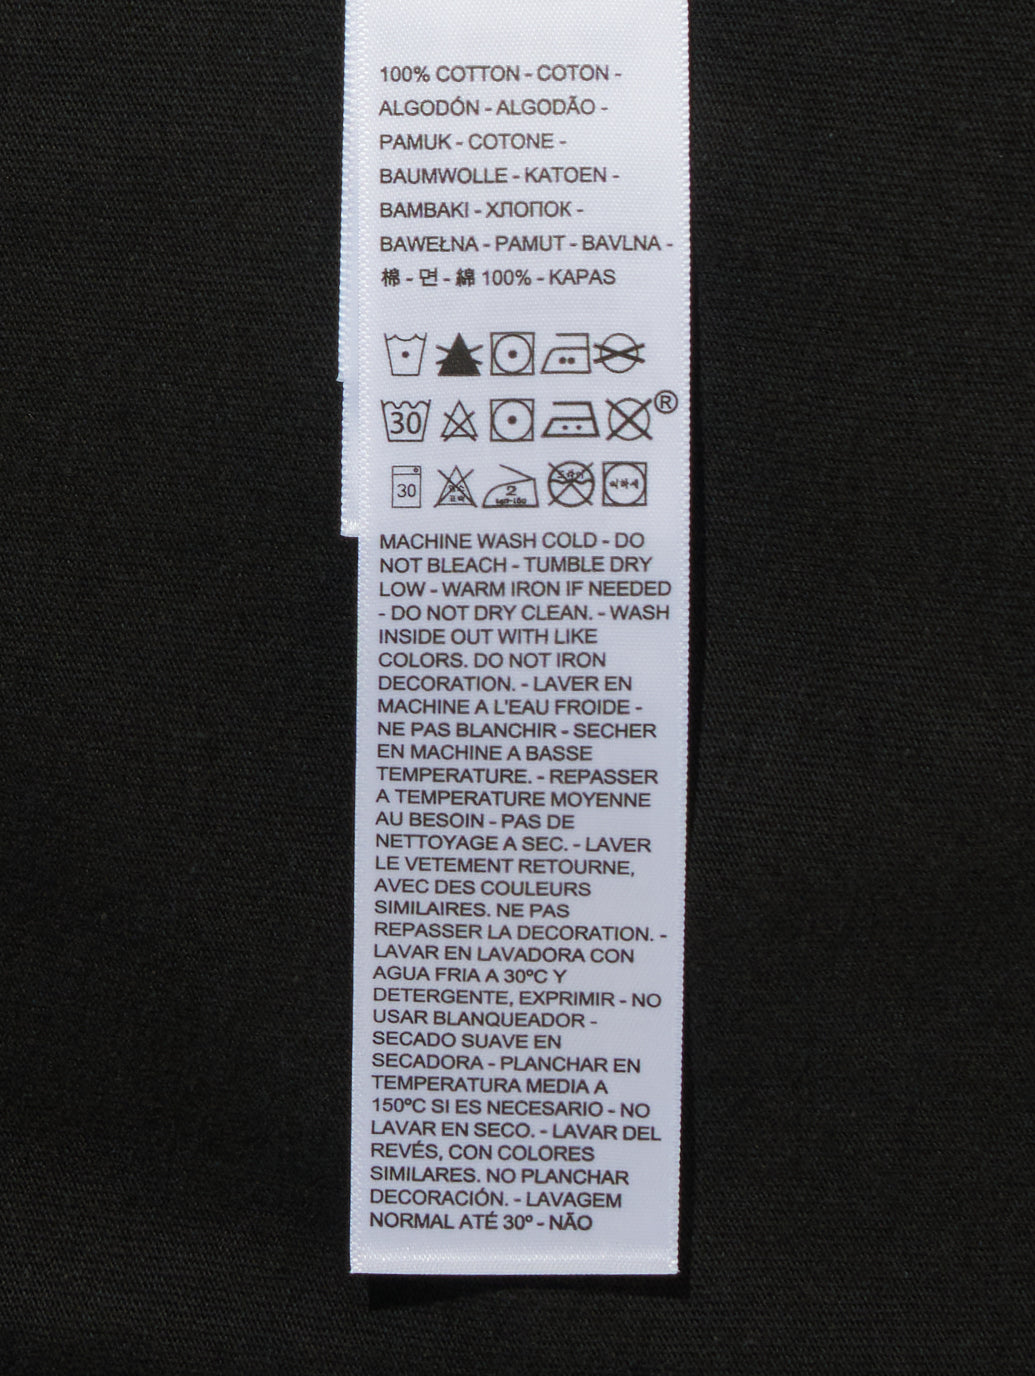 100% COTTON - COTON -
ALGODÓN - ALGODÃO -
PAMUK - COTONE -
BAUMWOLLE - KATOEN -
BAMBAKI - ХЛОПОК -
BAWEŁNA - PAMUT - BAVLNA -
棉 - 면 - 綿 100% - KAPAS
30 ®
30 2
MACHINE WASH COLD - DO
NOT BLEACH - TUMBLE DRY
LOW - WARM IRON IF NEEDED
- DO NOT DRY CLEAN. - WASH
INSIDE OUT WITH LIKE
COLORS. DO NOT IRON
DECORATION. - LAVER EN
MACHINE A L'EAU FROIDE -
NE PAS BLANCHIR - SECHER
EN MACHINE A BASSE
TEMPERATURE. - REPASSER
A TEMPERATURE MOYENNE
AU BESOIN - PAS DE
NETTOYAGE A SEC. - LAVER
LE VETEMENT RETOURNE,
AVEC DES COULEURS
SIMILAIRES. NE PAS
REPASSER LA DECORATION. -
LAVAR EN LAVADORA CON
AGUA FRIA A 30ºC Y
DETERGENTE, EXPRIMIR - NO
USAR BLANQUEADOR -
SECADO SUAVE EN
SECADORA - PLANCHAR EN
TEMPERATURA MEDIA A
150ºC SI ES NECESARIO - NO
LAVAR EN SECO. - LAVAR DEL
REVÉS, CON COLORES
SIMILARES. NO PLANCHAR
DECORACIÓN. - LAVAGEM
NORMAL ATÉ 30º - NÃO